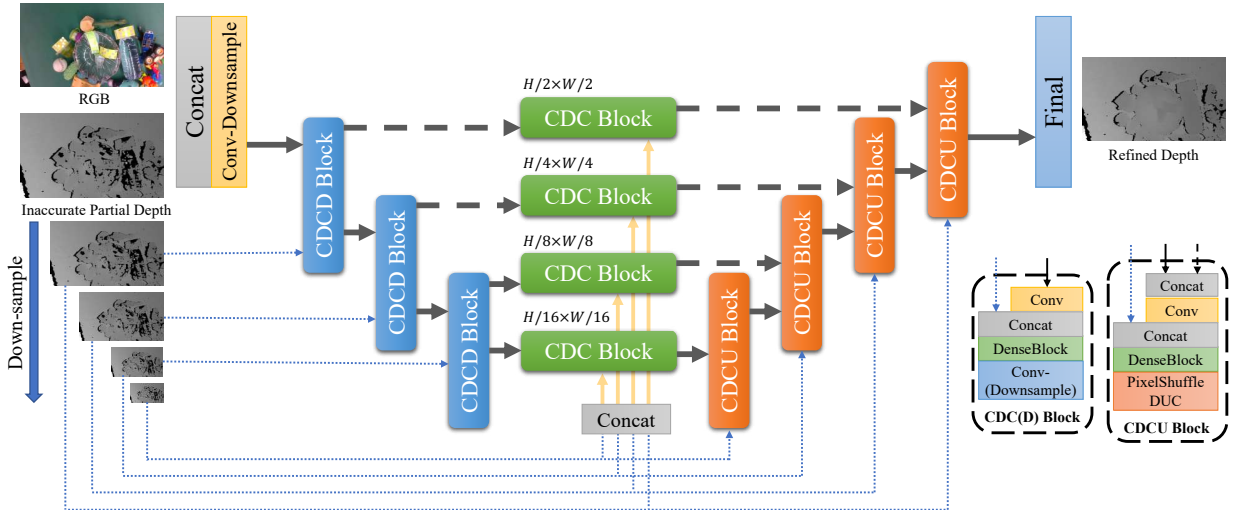 RGB
Inaccurate Partial Depth
Down-sample
Concat
Conv-Downsample
CDCD Block
CDCD Block
CDCD Block
H/2×W/2
CDC Block
H/4×W/4
CDC Block
H/8×W/8
CDC Block
H/16×W/16
CDC Block
Concat
CDCU Block
CDCU Block
CDCU Block
CDCU Block
Final
Refined Depth
Conv
Concat
DenseBlock
Conv-
(Downsample)
CDC(D) Block
Concat
Conv
Concat
DenseBlock
PixelShuffle
DUC
CDCU Block